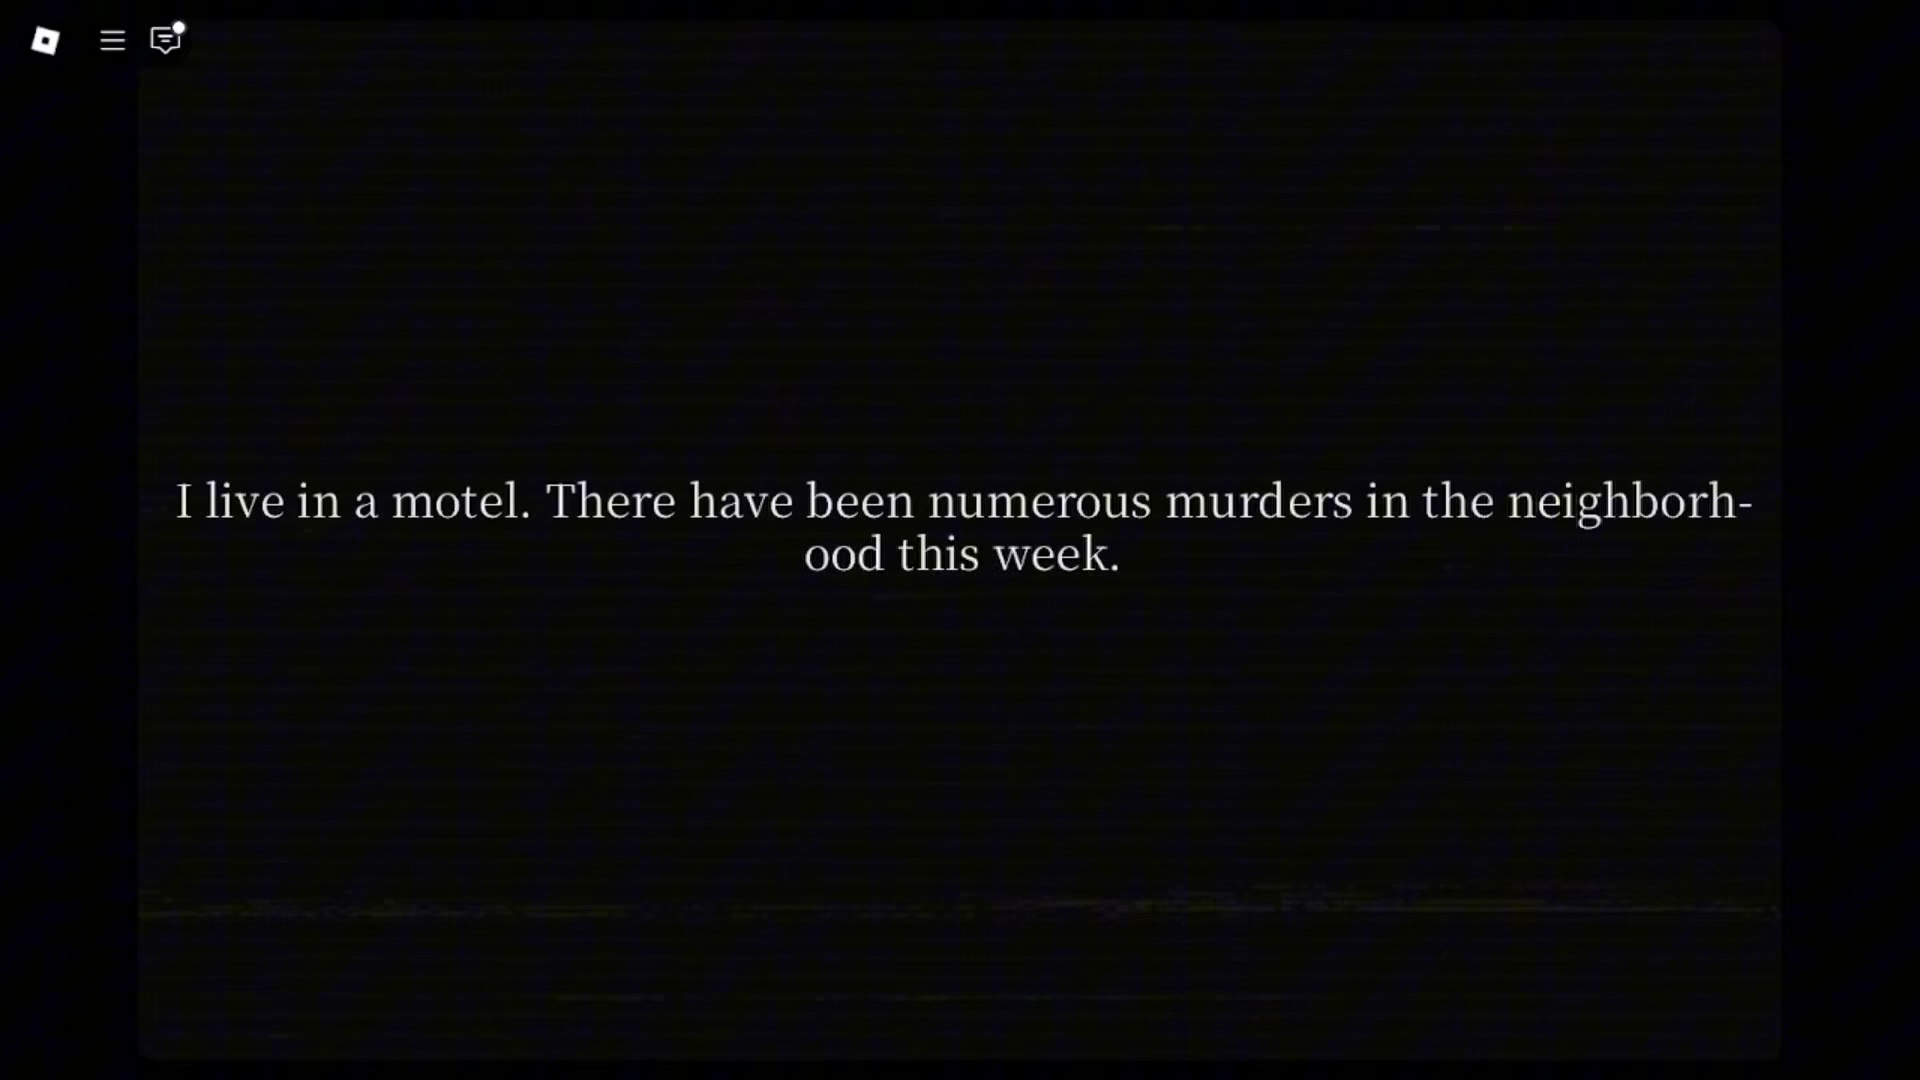 I live in a motel. There have been numerous murders in the neighborh-
ood this week.